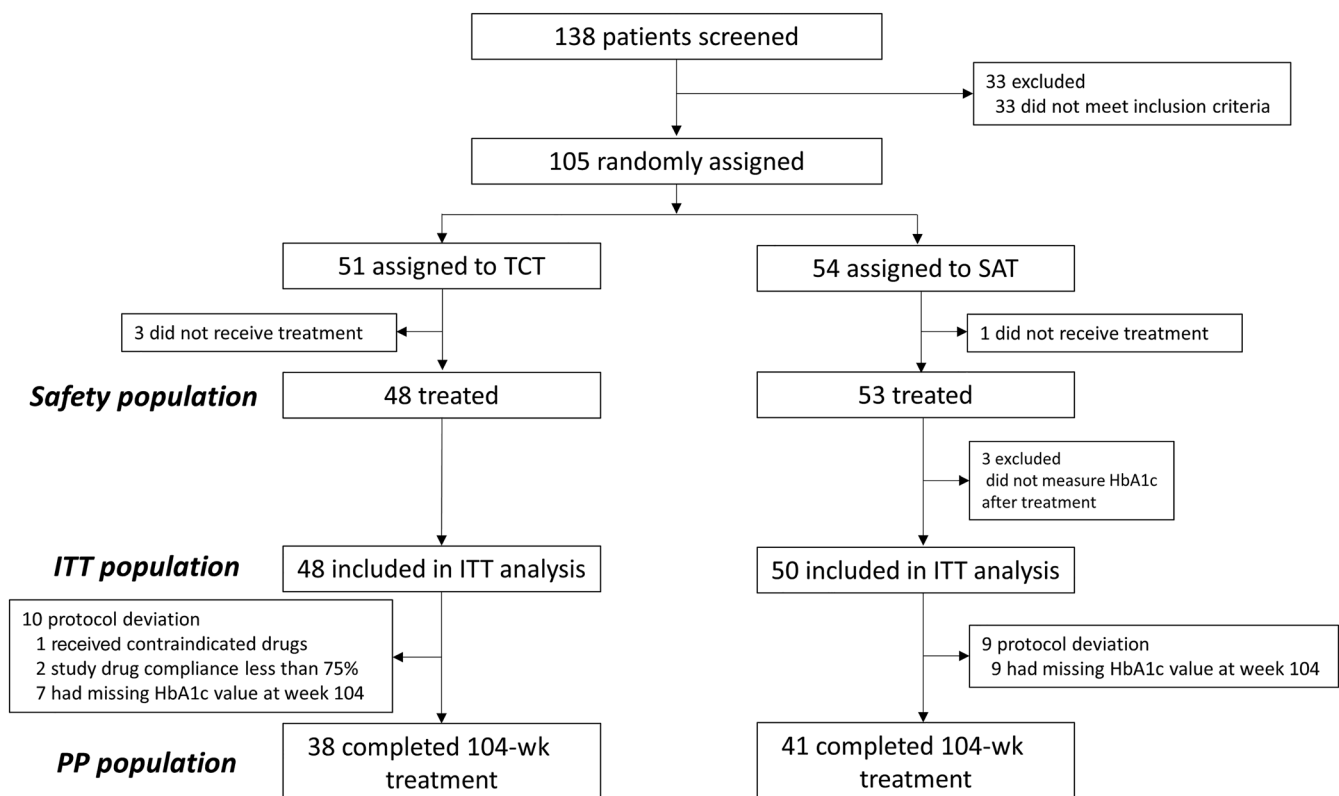 138 patients screened
33 excluded
33 did not meet inclusion criteria
105 randomly assigned
51 assigned to TCT
54 assigned to SAT
3 did not receive treatment
1 did not receive treatment
Safety population
48 treated
53 treated
3 excluded
did not measure HbA1c
after treatment
ITT population
48 included in ITT analysis
50 included in ITT analysis
10 protocol deviation
1 received contraindicated drugs
2 study drug compliance less than 75%
7 had missing HbA1c value at week 104
9 protocol deviation
9 had missing HbA1c value at week 104
PP population
38 completed 104-wk
treatment
41 completed 104-wk
treatment